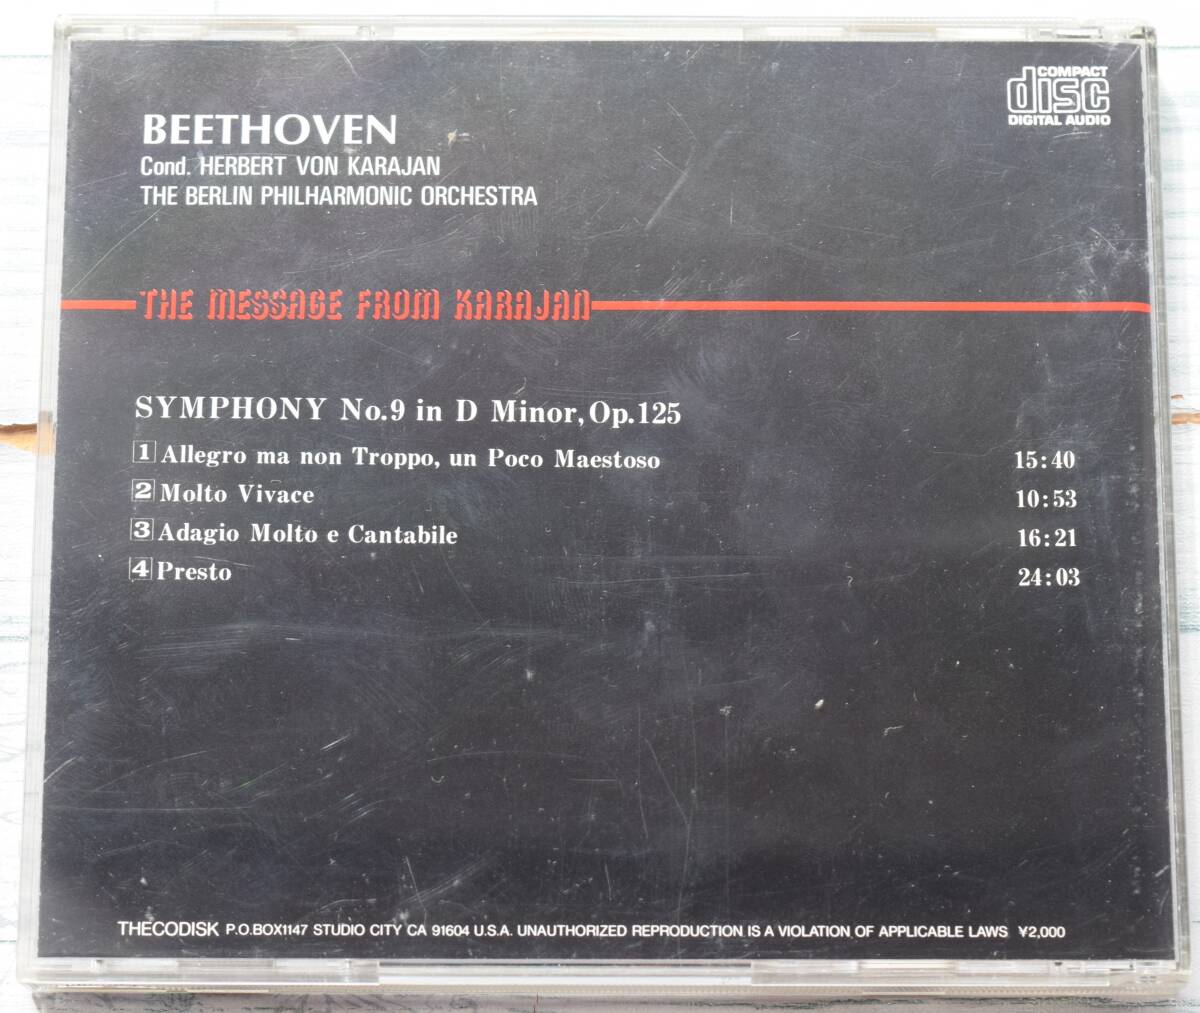 COMPACT
disc
DIGITAL AUDIO
BEETHOVEN
Cond. HERBERT VON KARAJAN
THE BERLIN PHILHARMONIC ORCHESTRA
THE MESSAGE FROM KARAJAN
SYMPHONY No.9 in D Minor,Op.125
1 Allegro ma non Troppo, un Poco Maestoso 15:40
2 Molto Vivace 10:53
3 Adagio Molto e Cantabile 16:21
4 Presto 24:03
THECODISK P.O.BOX1147 STUDIO CITY CA 91604 U.S.A. UNAUTHORIZED REPRODUCTION IS A VIOLATION OF APPLICABLE LAWS ¥2,000